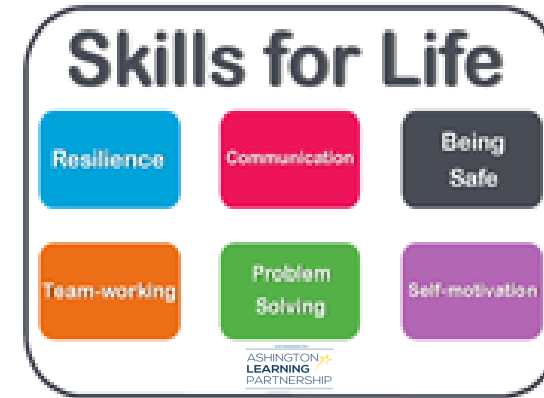 Skills for Life
Resilience
Communication
Being
Safe
Team-working
Problem
Solving
Self-motivation
ASHINGTON
LEARNING
PARTNERSHIP